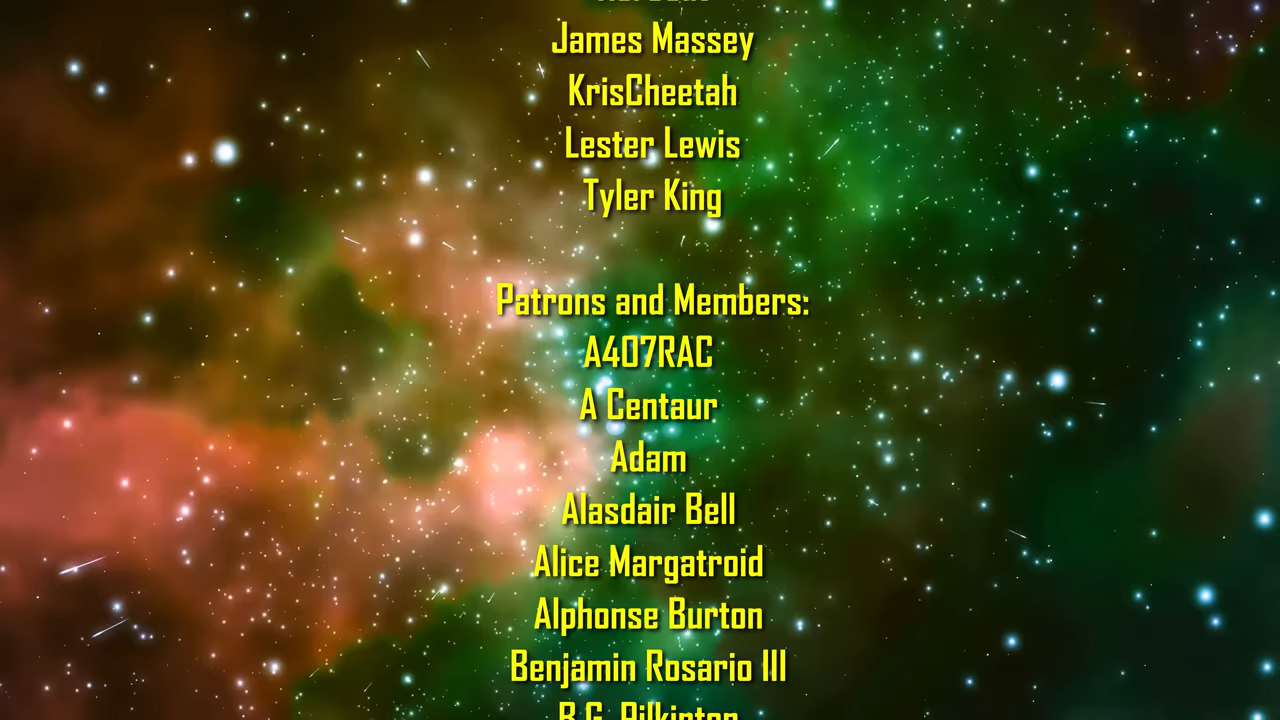 James Massey
KrisCheetah
Lester Lewis
Tyler King
Patrons and Members:
A407RAC
A Centaur
Adam
Alasdair Bell
Alice Margatroid
Alphonse Burton
Benjamin Rosario III
B.G. Pilkinton